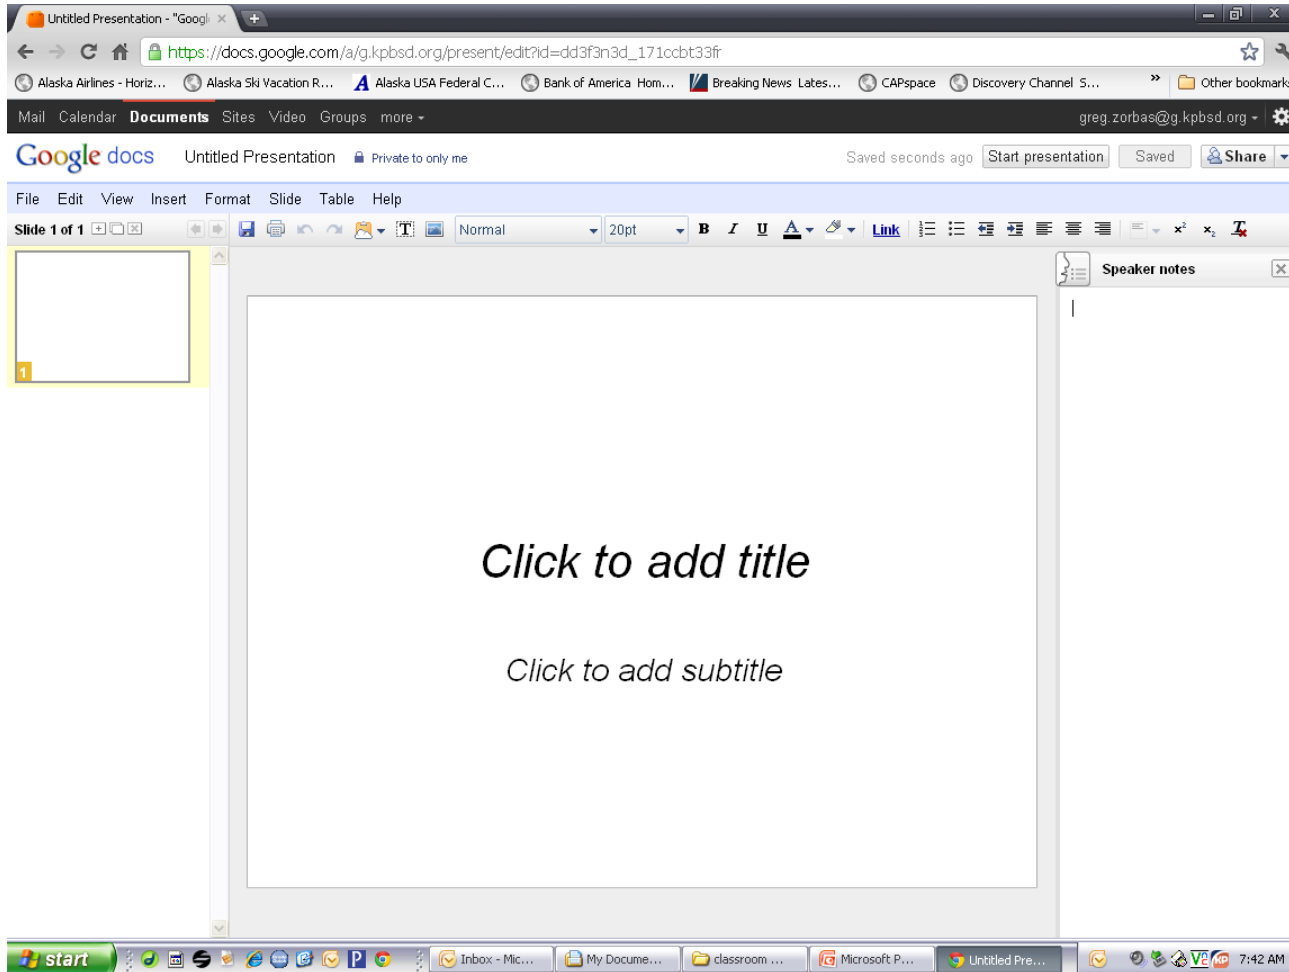 Untitled Presentation - "Googl
https://docs.google.com/a/g.kpbsd.org/present/edit?id=dd3f3n3d_171ccbt33fr
Alaska Airlines - Horiz... Alaska Ski Vacation R... Alaska USA Federal C... Bank of America Hom... Breaking News Lates... CAPspace Discovery Channel S... » Other bookmark
Mail Calendar Documents Sites Video Groups more greg.zorbas@g.kpbsd.org
Google docs Untitled Presentation Private to only me Saved seconds ago Start presentation Saved Share
File Edit View Insert Format Slide Table Help
Slide 1 of 1 Normal 20pt B I U A Link x² x₂
Speaker notes
1
Click to add title
Click to add subtitle
start Inbox - Mic... My Docume... classroom ... Microsoft P... Untitled Pre... 7:42 AM